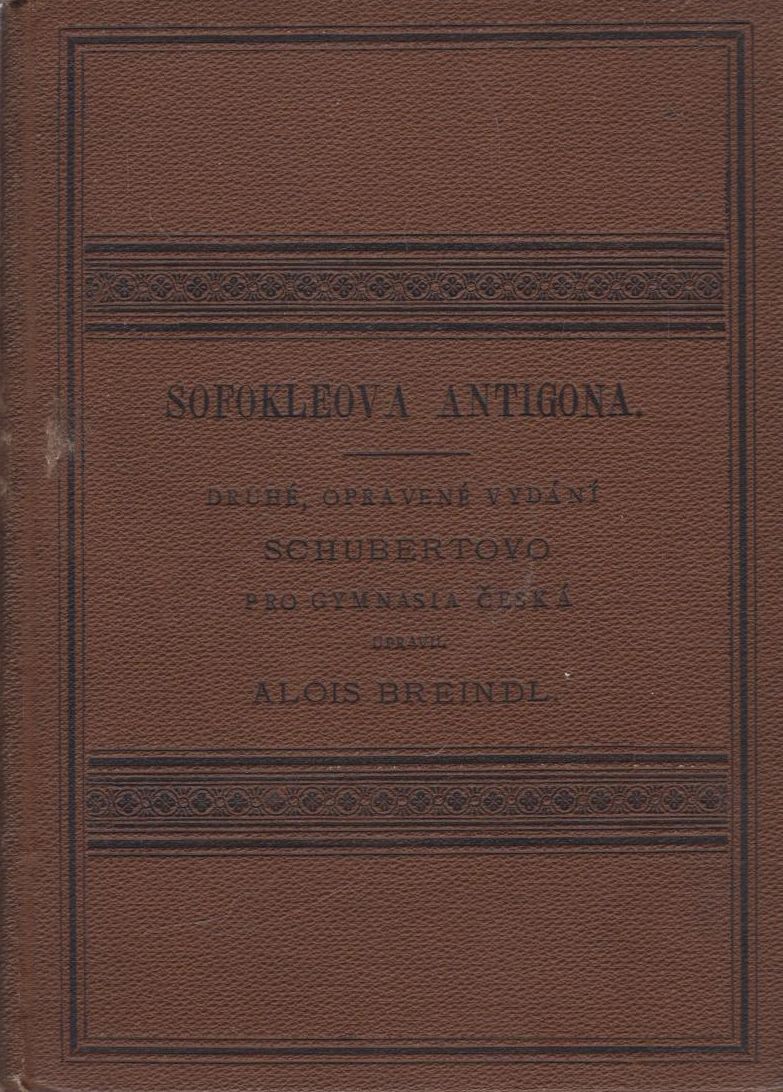 SOFOKLEOVA ANTIGONA.
DRUHÉ, OPRAVENÉ VYDÁNÍ
SCHUBERTOVO
PRO GYMNASIA ČESKÁ
UPRAVIL
ALOIS BREINDL.